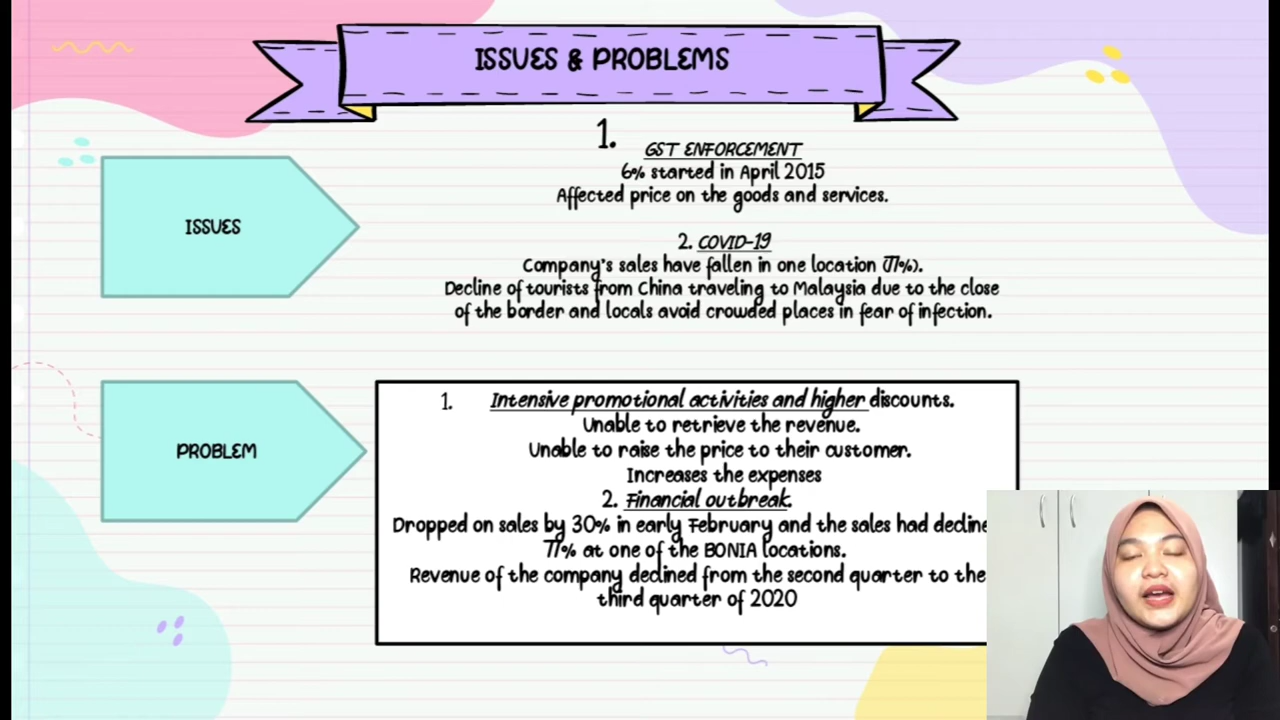 ISSUES & PROBLEMS
1. GST ENFORCEMENT
6% started in April 2015
Affected price on the goods and services.
2. COVID-19
Company's sales have fallen in one location (77%).
Decline of tourists from China traveling to Malaysia due to the close
of the border and locals avoid crowded places in fear of infection.
ISSUES
1. Intensive promotional activities and higher discounts.
Unable to retrieve the revenue.
Unable to raise the price to their customer.
Increases the expenses
2. Financial outbreak.
Dropped on sales by 30% in early February and the sales had decline
77% at one of the BONIA locations.
Revenue of the company declined from the second quarter to the
third quarter of 2020
PROBLEM